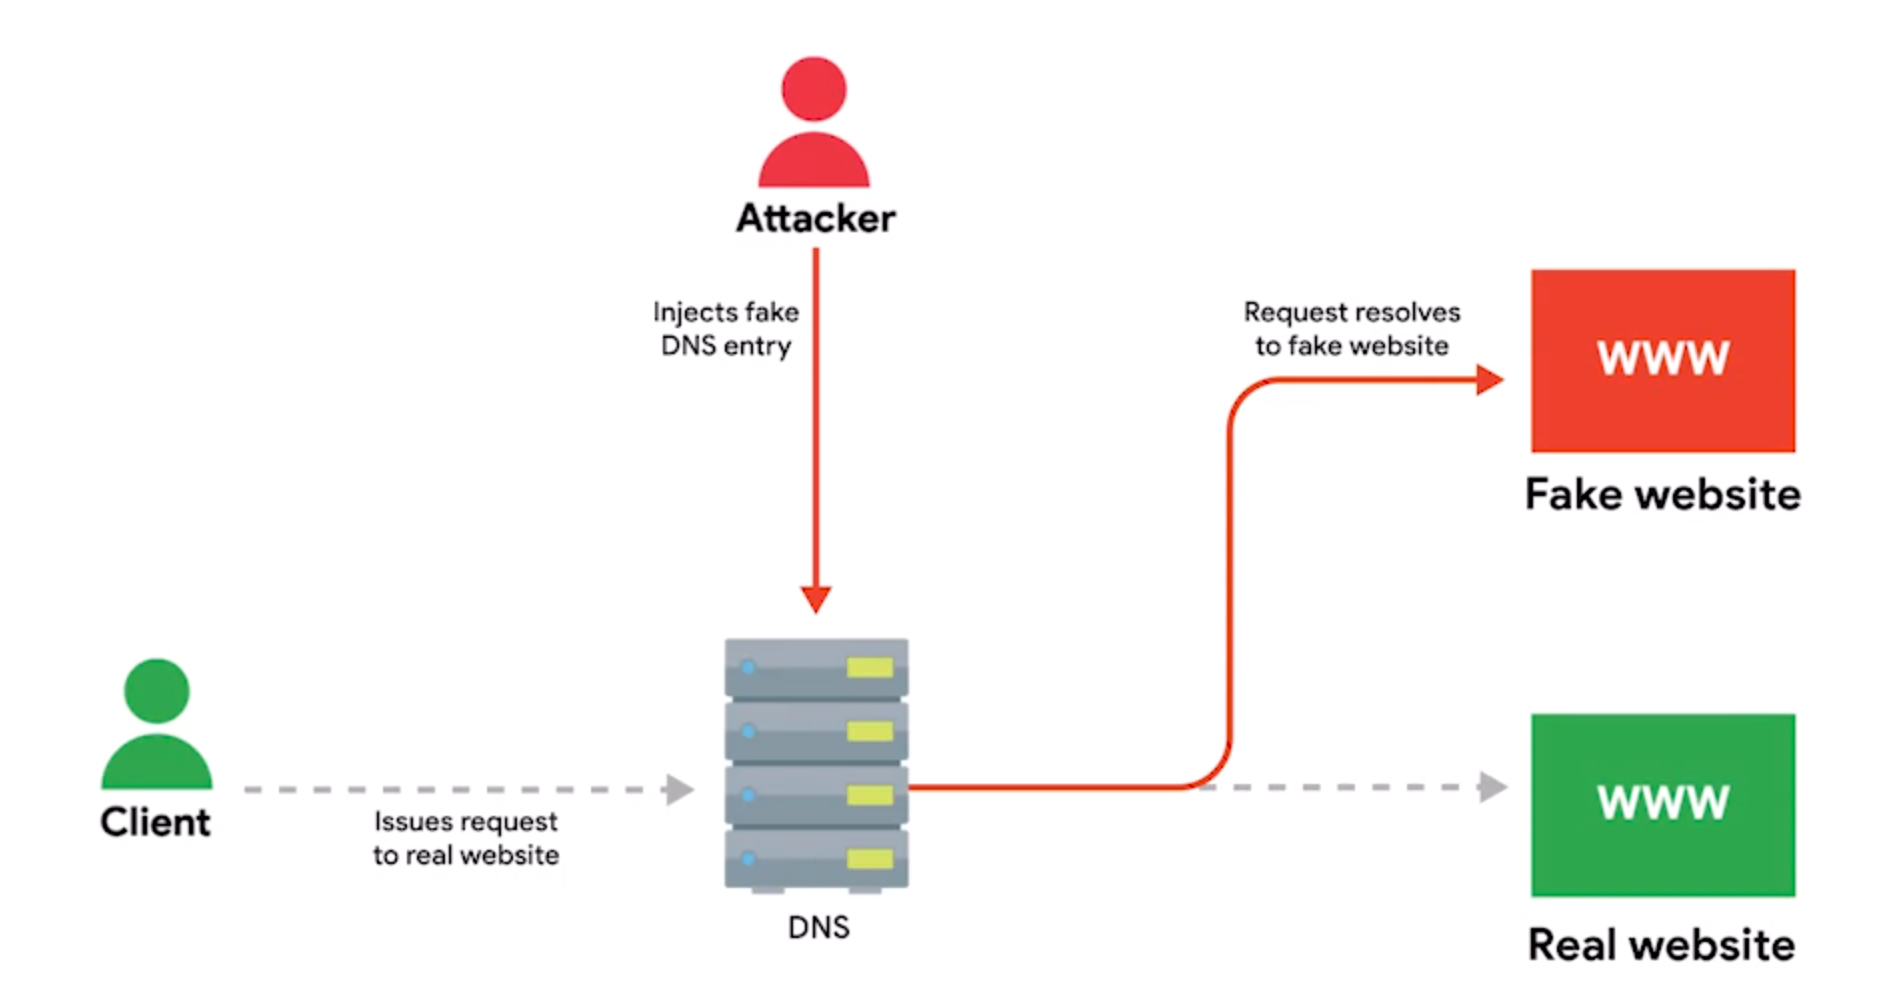 Attacker
Injects fake
DNS entry
Request resolves
to fake website
www
Fake website
Client
Issues request
to real website
DNS
www
Real website